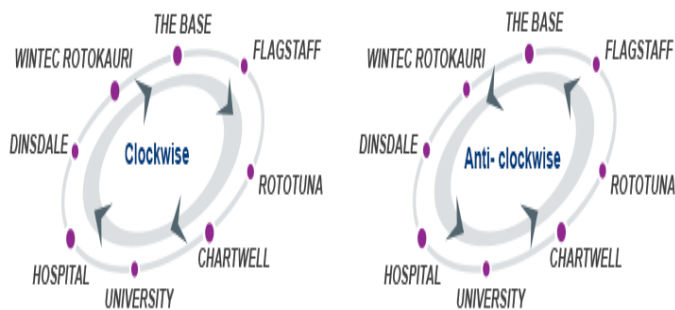 THE BASE
FLAGSTAFF
WINTEC ROTOKAURI
DINSDALE
Clockwise
ROTOTUNA
CHARTWELL
HOSPITAL
UNIVERSITY
THE BASE
FLAGSTAFF
WINTEC ROTOKAURI
DINSDALE
Anti- clockwise
ROTOTUNA
CHARTWELL
HOSPITAL
UNIVERSITY